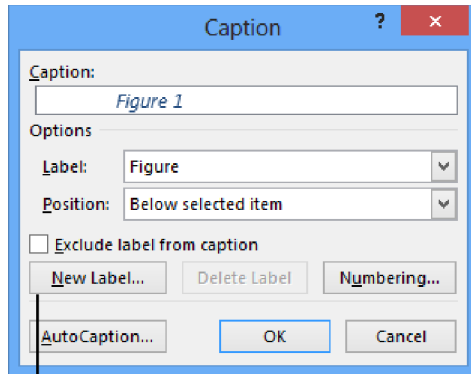 Caption ? ×
Caption:
Figure 1
Options
Label: Figure
Position: Below selected item
Exclude label from caption
New Label... Delete Label Numbering...
AutoCaption... OK Cancel